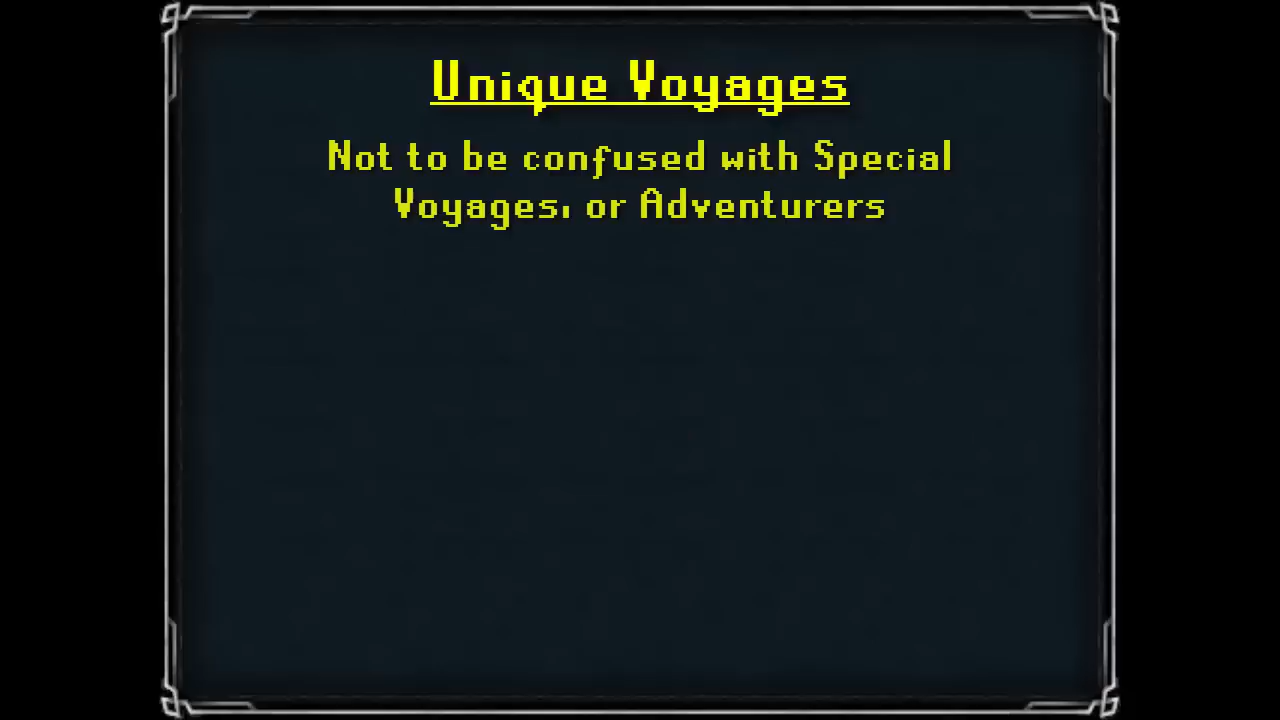 Unique Voyages
Not to be confused with Special
Voyages, or Adventurers